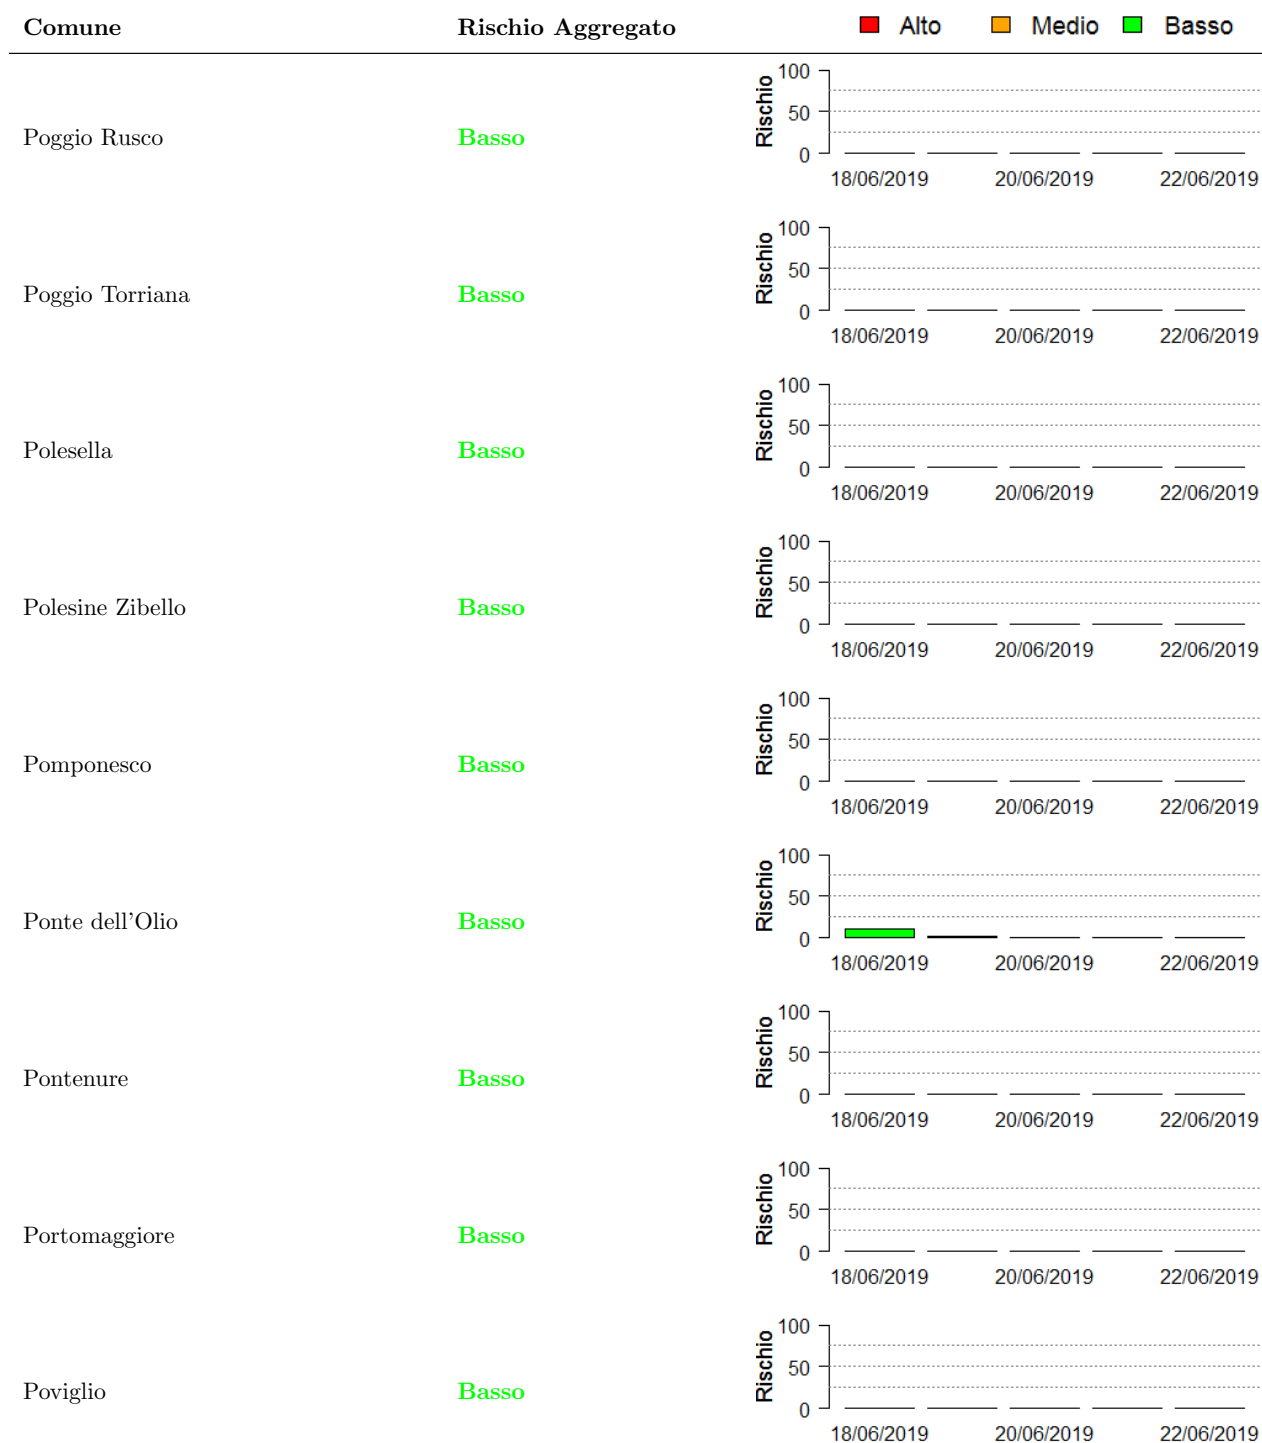 Comune Rischio Aggregato Alto Medio Basso
100
50
0
Rischio
Poggio Rusco Basso
18/06/2019 20/06/2019 22/06/2019
100
50
0
Rischio
Poggio Torriana Basso
18/06/2019 20/06/2019 22/06/2019
100
50
0
Rischio
Polesella Basso
18/06/2019 20/06/2019 22/06/2019
100
50
0
Rischio
Polesine Zibello Basso
18/06/2019 20/06/2019 22/06/2019
100
50
0
Rischio
Pomponesco Basso
18/06/2019 20/06/2019 22/06/2019
100
50
0
Rischio
Ponte dell'Olio Basso
18/06/2019 20/06/2019 22/06/2019
100
50
0
Rischio
Pontenure Basso
18/06/2019 20/06/2019 22/06/2019
100
50
0
Rischio
Portomaggiore Basso
18/06/2019 20/06/2019 22/06/2019
100
50
0
Rischio
Poviglio Basso
18/06/2019 20/06/2019 22/06/2019